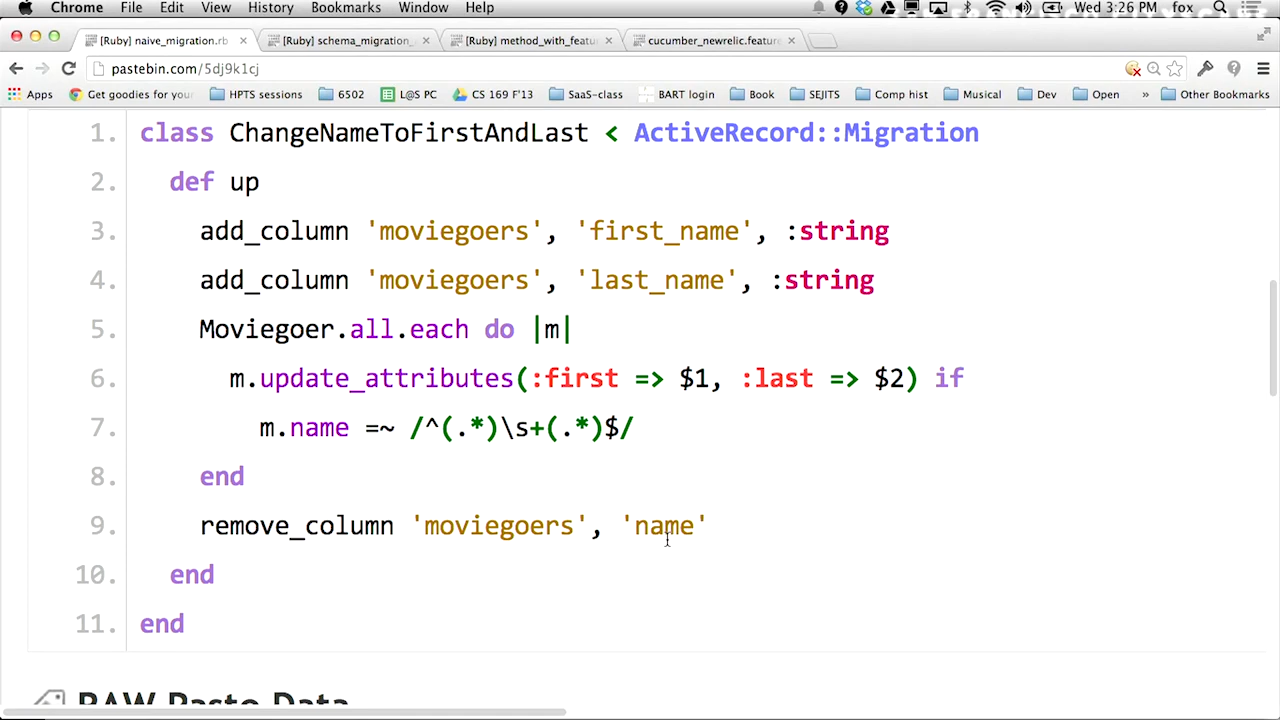 Chrome File Edit View History Bookmarks Window Help Wed 3:26 PM fox
[Ruby] naive_migration.rb [Ruby] schema_migration_ [Ruby] method_with_featu cucumber_newrelic.feature
pastebin.com/5dj9k1cj
Apps Get goodies for your HPTS sessions 6502 L@S PC CS 169 F'13 SaaS-class BART login Book SEJITS Comp hist Musical Dev Open » Other Bookmarks
1. class ChangeNameToFirstAndLast < ActiveRecord::Migration
2. def up
3. add_column 'moviegoers', 'first_name', :string
4. add_column 'moviegoers', 'last_name', :string
5. Moviegoer.all.each do |m|
6. m.update_attributes(:first => $1, :last => $2) if
7. m.name =~ /^(.*)\s+(.*)$/
8. end
9. remove_column 'moviegoers', 'name'
10. end
11. end
RAW Paste Data